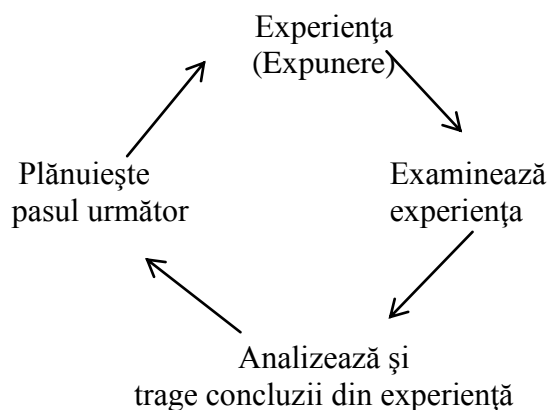 Experienţa
(Expunere)
Examinează
experienţa
Analizează şi
trage concluzii din experienţă
Plănuieşte
pasul următor